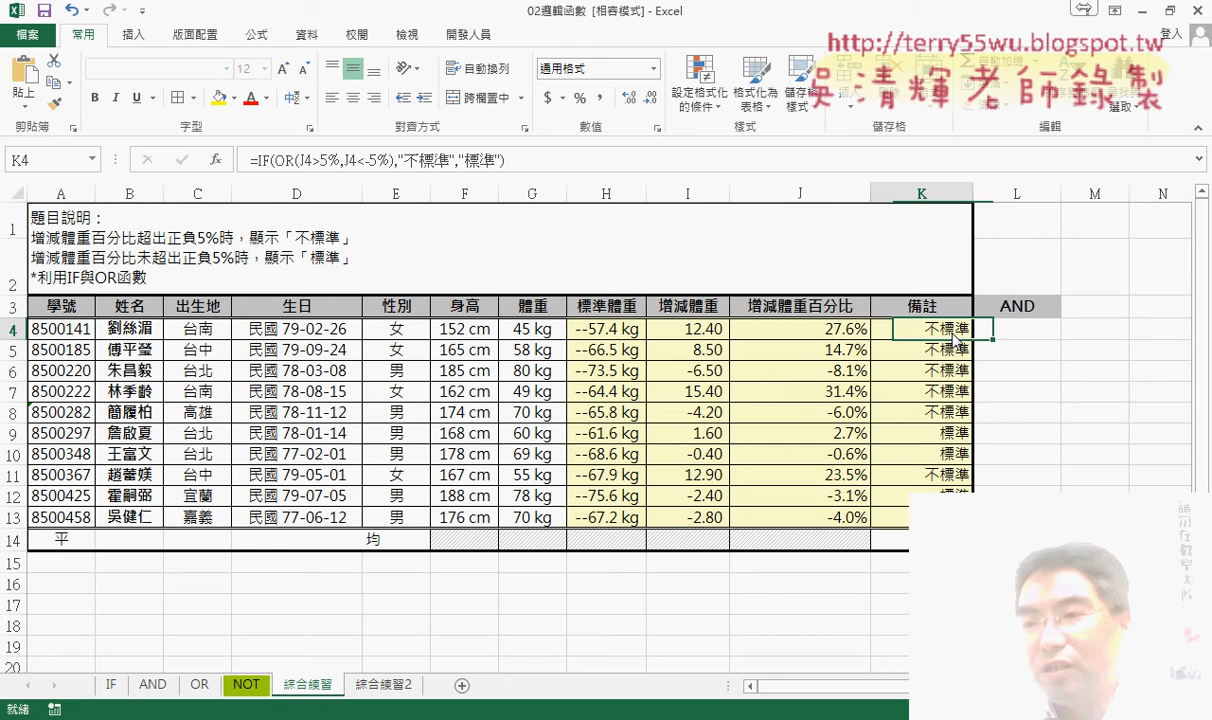 02邏輯函數 [相容模式] - Excel
檔案 常用 插入 版面配置 公式 資料 校閱 檢視 開發人員 登入
http://terry55wu.blogspot.tw
吳清輝老師錄製
貼上 12 自動換列 跨欄置中 通用格式 設定格式化的條件 格式化為表格 儲存格樣式
剪貼簿 字型 對齊方式 數值 樣式 儲存格 編輯
K4 =IF(OR(J4>5%,J4<-5%),"不標準","標準")
A B C D E F G H I J K L M N
1 題目說明：
增減體重百分比超出正負5%時，顯示「不標準」
增減體重百分比未超出正負5%時，顯示「標準」
2 *利用IF與OR函數
3 學號 姓名 出生地 生日 性別 身高 體重 標準體重 增減體重 增減體重百分比 備註 AND
4 8500141 劉絲湄 台南 民國 79-02-26 女 152 cm 45 kg --57.4 kg 12.40 27.6% 不標準
5 8500185 傅平瑩 台中 民國 79-09-24 女 165 cm 58 kg --66.5 kg 8.50 14.7% 不標準
6 8500220 朱昌毅 台北 民國 78-03-08 男 185 cm 80 kg --73.5 kg -6.50 -8.1% 不標準
7 8500222 林季齡 台南 民國 78-08-15 女 162 cm 49 kg --64.4 kg 15.40 31.4% 不標準
8 8500282 簡履柏 高雄 民國 78-11-12 男 174 cm 70 kg --65.8 kg -4.20 -6.0% 不標準
9 8500297 詹啟夏 台北 民國 78-01-14 男 168 cm 60 kg --61.6 kg 1.60 2.7% 標準
10 8500348 王富文 台北 民國 77-02-01 男 178 cm 69 kg --68.6 kg -0.40 -0.6% 標準
11 8500367 趙蕾媄 台中 民國 79-05-01 女 167 cm 55 kg --67.9 kg 12.90 23.5% 不標準
12 8500425 霍嗣弼 宜蘭 民國 79-07-05 男 188 cm 78 kg --75.6 kg -2.40 -3.1%
13 8500458 吳健仁 嘉義 民國 77-06-12 男 176 cm 70 kg --67.2 kg -2.80 -4.0%
14 平 均
15
16
17
18
19
20
IF AND OR NOT 綜合練習 綜合練習2
就緒